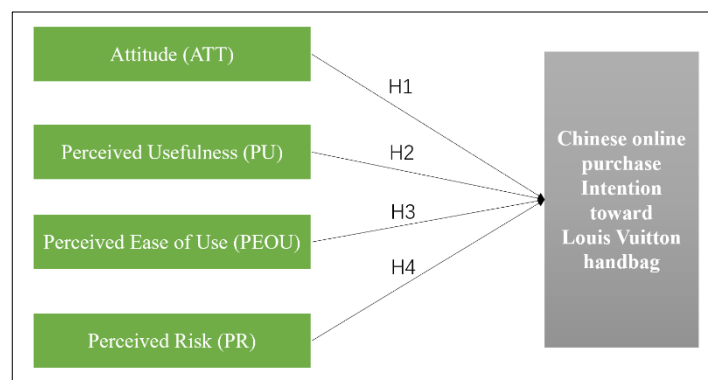 Attitude (ATT)
H1
Perceived Usefulness (PU)
H2
Perceived Ease of Use (PEOU)
H3
H4
Perceived Risk (PR)
Chinese online
purchase
Intention
toward
Louis Vuitton
handbag